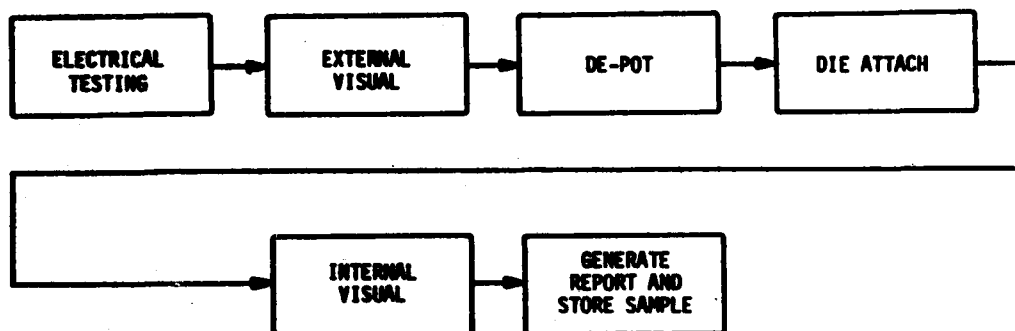 ELECTRICAL
TESTING
EXTERNAL
VISUAL
DE-POT
DIE ATTACH
INTERNAL
VISUAL
GENERATE
REPORT AND
STORE SAMPLE